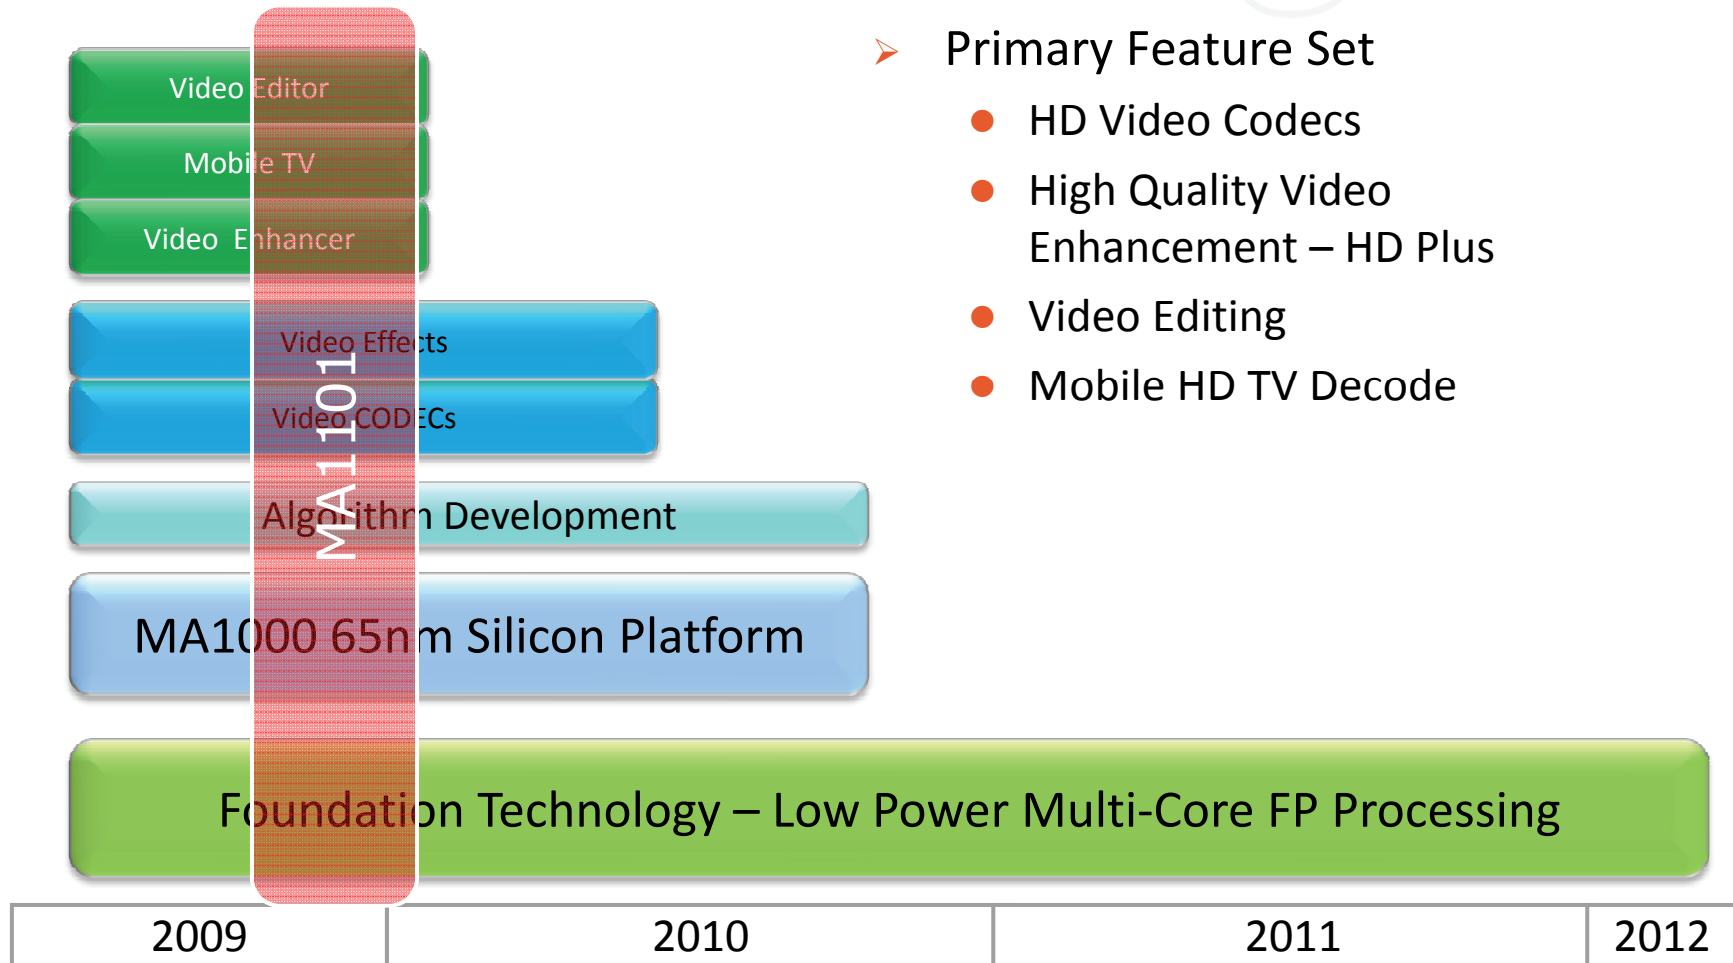 Video Editor
Mobile TV
Video Enhancer
Video Effects
Video CODECs
MA1101
Algorithm Development
MA1000 65nm Silicon Platform
Foundation Technology – Low Power Multi-Core FP Processing
2009
2010
2011
2012
➢ Primary Feature Set
● HD Video Codecs
● High Quality Video
Enhancement – HD Plus
● Video Editing
● Mobile HD TV Decode